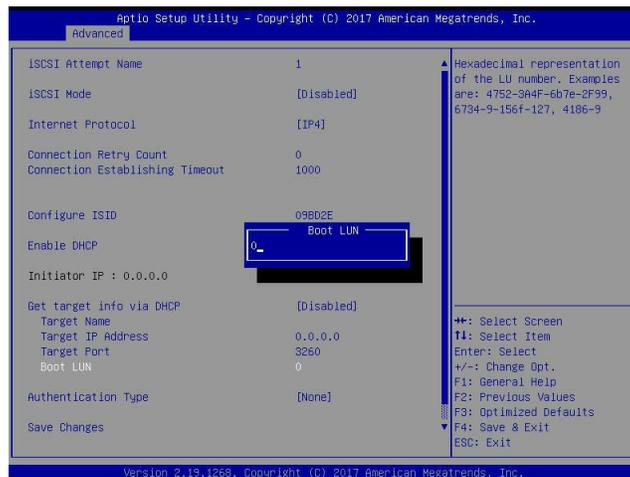 Aptio Setup Utility – Copyright (C) 2017 American Megatrends, Inc.
Advanced
iSCSI Attempt Name 1
iSCSI Mode [Disabled]
Internet Protocol [IP4]
Connection Retry Count 0
Connection Establishing Timeout 1000
Configure ISID 09BD2E
Enable DHCP
Initiator IP : 0.0.0.0
Get target info via DHCP [Disabled]
Target Name
Target IP Address 0.0.0.0
Target Port 3260
Boot LUN 0
Authentication Type [None]
Save Changes
Boot LUN
0_
Hexadecimal representation
of the LU number. Examples
are: 4752-3A4F-6b7e-2F99,
6734-9-156f-127, 4186-9
→←: Select Screen
↑↓: Select Item
Enter: Select
+/-: Change Opt.
F1: General Help
F2: Previous Values
F3: Optimized Defaults
F4: Save & Exit
ESC: Exit
Version 2.19.1268. Copyright (C) 2017 American Megatrends, Inc.